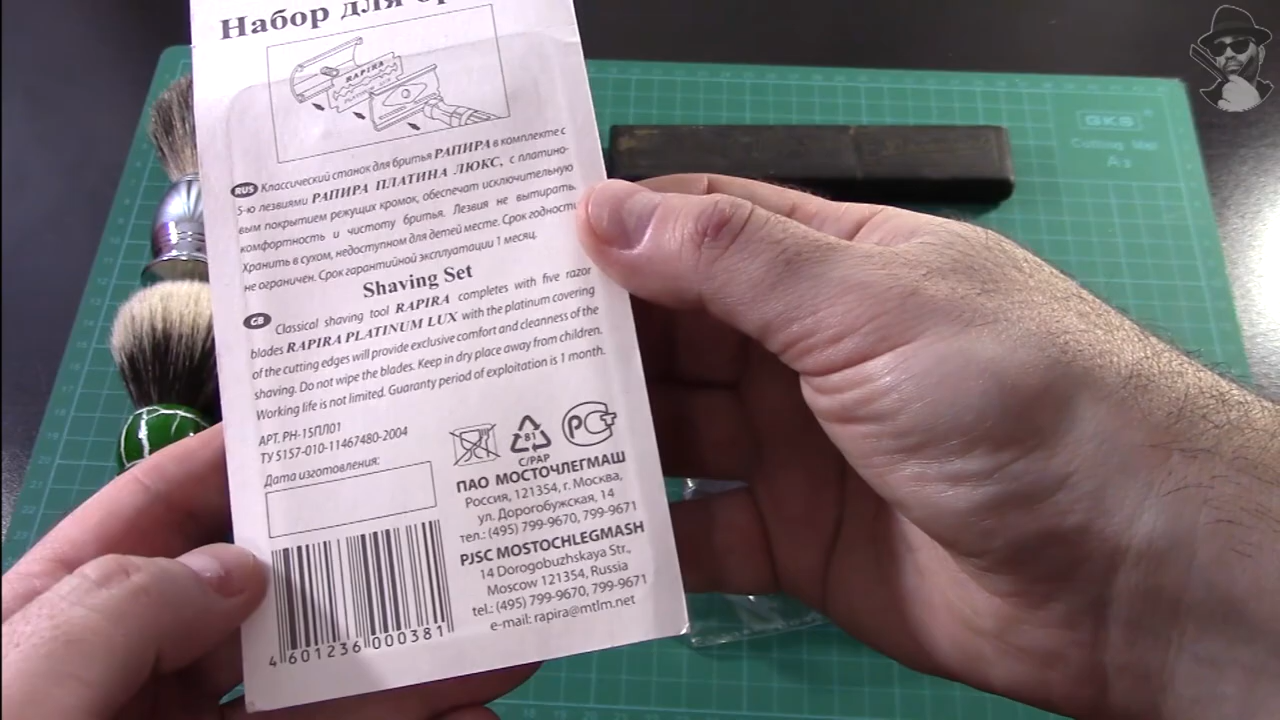 Набор для
RAPIRA
PLATINUM LUX
RUS Классический станок для бритья РАПИРА в комплекте с
5-ю лезвиями РАПИРА ПЛАТИНА ЛЮКС, с платино-
вым покрытием режущих кромок, обеспечат исключительную
комфортность и чистоту бритья. Лезвия не вытирать.
Хранить в сухом, недоступном для детей месте. Срок годности
не ограничен. Срок гарантийной эксплуатации 1 месяц.
Shaving Set
GB Classical shaving tool RAPIRA completes with five razor
blades RAPIRA PLATINUM LUX with the platinum covering
of the cutting edges will provide exclusive comfort and cleanness of the
shaving. Do not wipe the blades. Keep in dry place away from children.
Working life is not limited. Guaranty period of exploitation is 1 month.
АРТ. РН-15ПЛ01
ТУ 5157-010-11467480-2004
Дата изготовления:
81
C/PAP
РСТ
ПАО МОСТОЧЛЕГМАШ
Россия, 121354, г. Москва,
ул. Дорогобужская, 14
тел.: (495) 799-9670, 799-9671
PJSC MOSTOCHLEGMASH
14 Dorogobuzhskaya Str.,
Moscow 121354, Russia
tel.: (495) 799-9670, 799-9671
e-mail: rapira@mtlm.net
4 601236 000381
GKS
Cutting Mat
A3